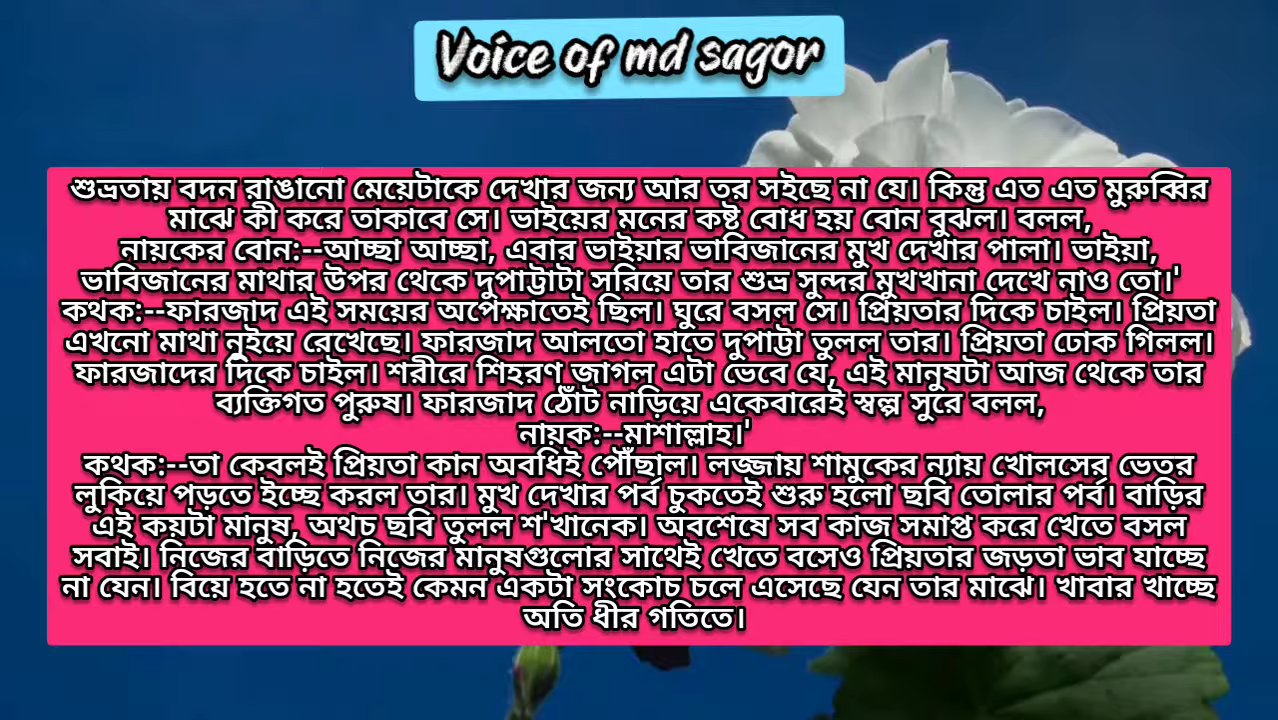 Voice of md sagor
শুভ্রতায় বদন রাঙানো মেয়েটাকে দেখার জন্য আর তর সইছে না যে। কিন্তু এত এত মুরুব্বির
মাঝে কী করে তাকাবে সে। ভাইয়ের মনের কষ্ট বোধ হয় বোন বুঝল। বলল,
নায়কের বোন:--আচ্ছা আচ্ছা, এবার ভাইয়ার ভাবিজানের মুখ দেখার পালা। ভাইয়া,
ভাবিজানের মাথার উপর থেকে দুপাট্টাটা সরিয়ে তার শুভ্র সুন্দর মুখখানা দেখে নাও তো।'
কথক:--ফারজাদ এই সময়ের অপেক্ষাতেই ছিল। ঘুরে বসল সে। প্রিয়তার দিকে চাইল। প্রিয়তা
এখনো মাথা নুইয়ে রেখেছে। ফারজাদ আলতো হাতে দুপাট্টা তুলল তার। প্রিয়তা ঢোক গিলল।
ফারজাদের দিকে চাইল। শরীরে শিহরণ জাগল এটা ভেবে যে, এই মানুষটা আজ থেকে তার
ব্যক্তিগত পুরুষ। ফারজাদ ঠোঁট নাড়িয়ে একেবারেই স্বল্প সুরে বলল,
নায়ক:--মাশাল্লাহ।'
কথক:--তা কেবলই প্রিয়তা কান অবধিই পৌঁছাল। লজ্জায় শামুকের ন্যায় খোলসের ভেতর
লুকিয়ে পড়তে ইচ্ছে করল তার। মুখ দেখার পর্ব চুকতেই শুরু হলো ছবি তোলার পর্ব। বাড়ির
এই কয়টা মানুষ, অথচ ছবি তুলল শ'খানেক। অবশেষে সব কাজ সমাপ্ত করে খেতে বসল
সবাই। নিজের বাড়িতে নিজের মানুষগুলোর সাথেই খেতে বসেও প্রিয়তার জড়তা ভাব যাচ্ছে
না যেন। বিয়ে হতে না হতেই কেমন একটা সংকোচ চলে এসেছে যেন তার মাঝে। খাবার খাচ্ছে
অতি ধীর গতিতে।